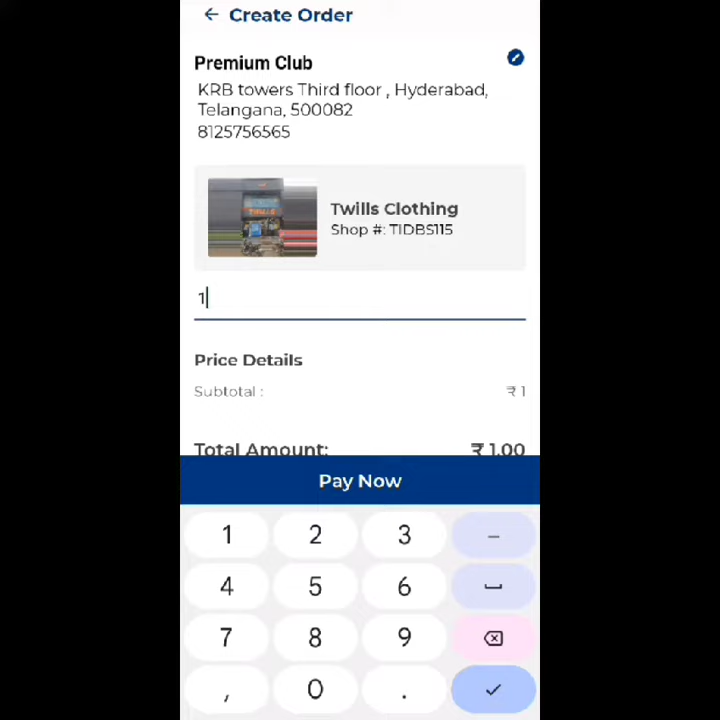 ← Create Order
Premium Club
KRB towers Third floor , Hyderabad,
Telangana, 500082
8125756565
TWILLS
Twills Clothing
Shop #: TIDBS115
1
Price Details
Subtotal : ₹ 1
Total Amount: ₹ 1.00
Pay Now
1 2 3 –
4 5 6
7 8 9
, 0 .